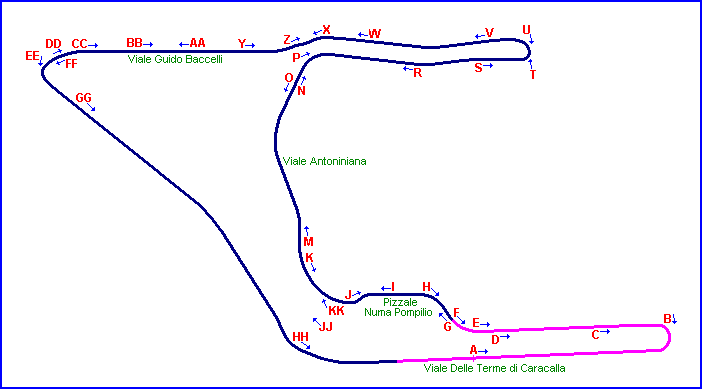 Z X W V U
DD CC BB AA Y
EE FF P
Viale Guido Baccelli
R S T
O N
GG
Viale Antoniniana
M
K
J I H
KK Pizzale
Numa Pompilio
F B
JJ G E
HH D C
A
Viale Delle Terme di Caracalla